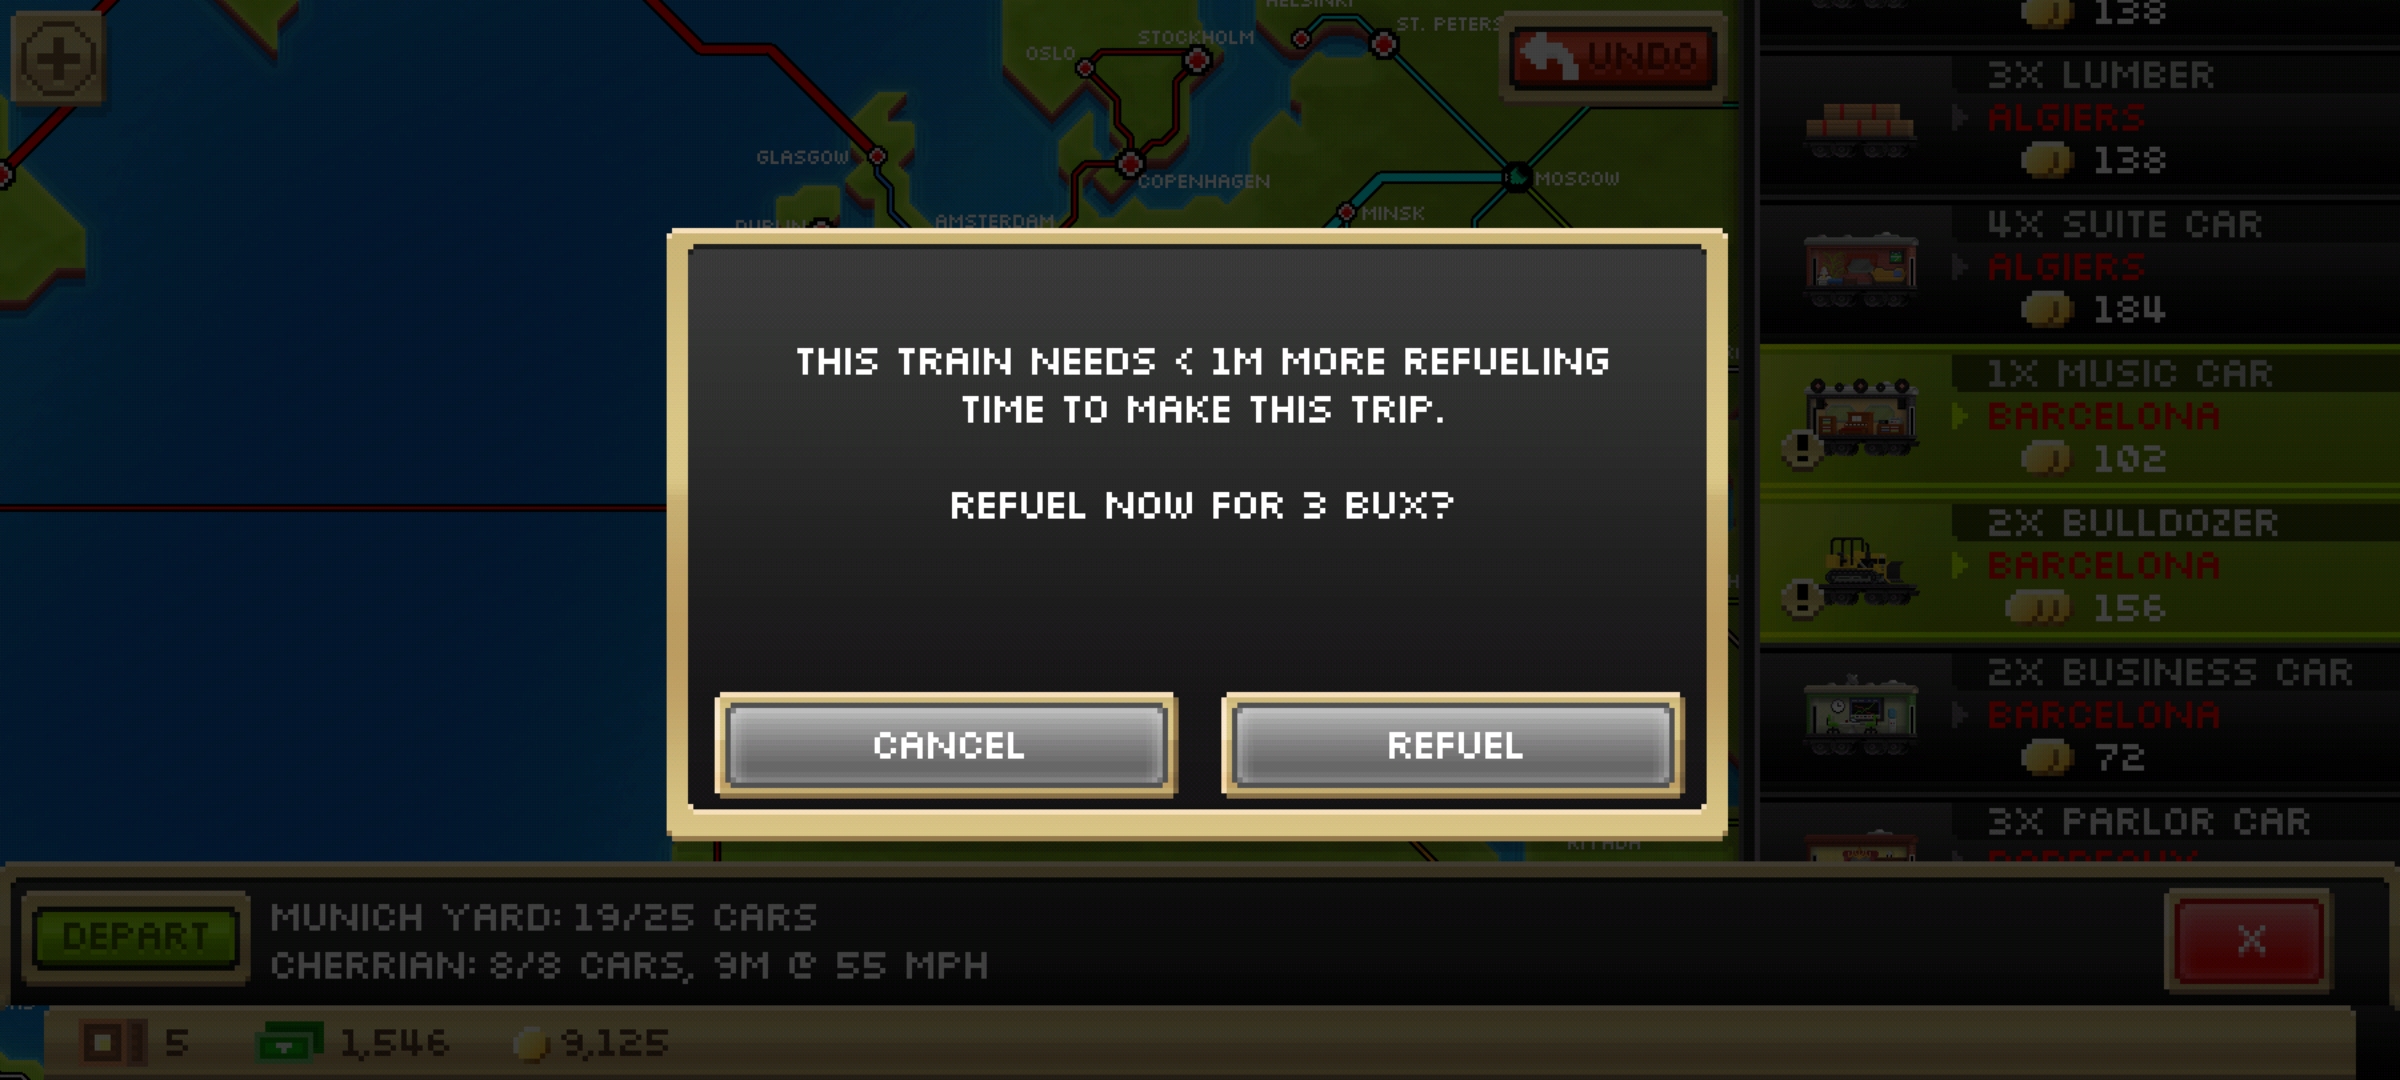 HELSINKI
ST. PETERS
STOCKHOLM
OSLO
UNDO
GLASGOW
COPENHAGEN
MOSCOW
DUBLIN
AMSTERDAM
MINSK
138
3X LUMBER
ALGIERS
138
4X SUITE CAR
ALGIERS
184
1X MUSIC CAR
BARCELONA
102
2X BULLDOZER
BARCELONA
156
2X BUSINESS CAR
BARCELONA
72
3X PARLOR CAR
BORDEAUX
THIS TRAIN NEEDS < 1M MORE REFUELING
TIME TO MAKE THIS TRIP.
REFUEL NOW FOR 3 BUX?
CANCEL
REFUEL
DEPART
MUNICH YARD: 19/25 CARS
CHERRIAN: 8/8 CARS, 9M @ 55 MPH
X
5
1,546
9,125